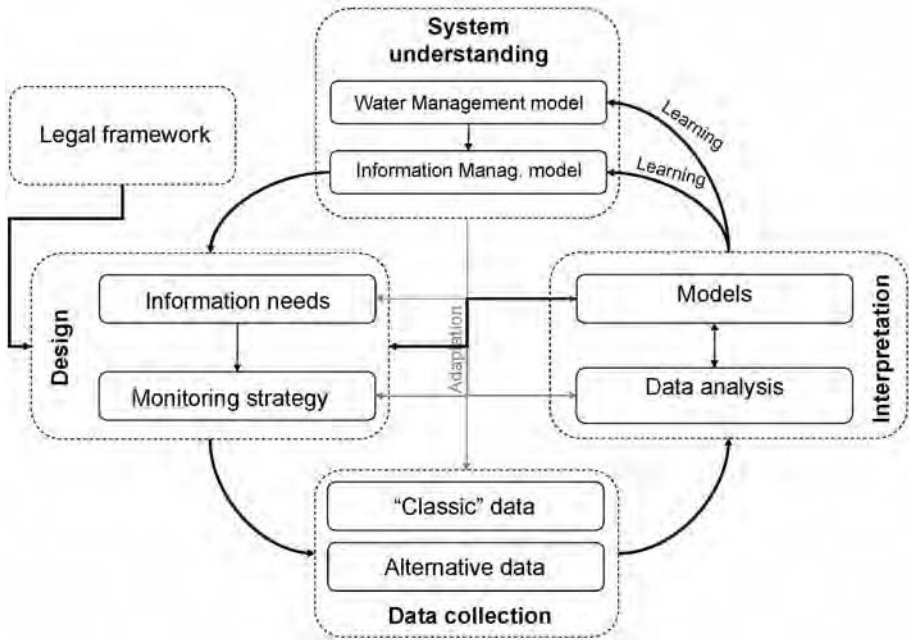 System
understanding
Water Management model
Information Manag. model
Legal framework
Learning
Learning
Design
Information needs
Monitoring strategy
Adaptation
Models
Data analysis
Interpretation
“Classic” data
Alternative data
Data collection